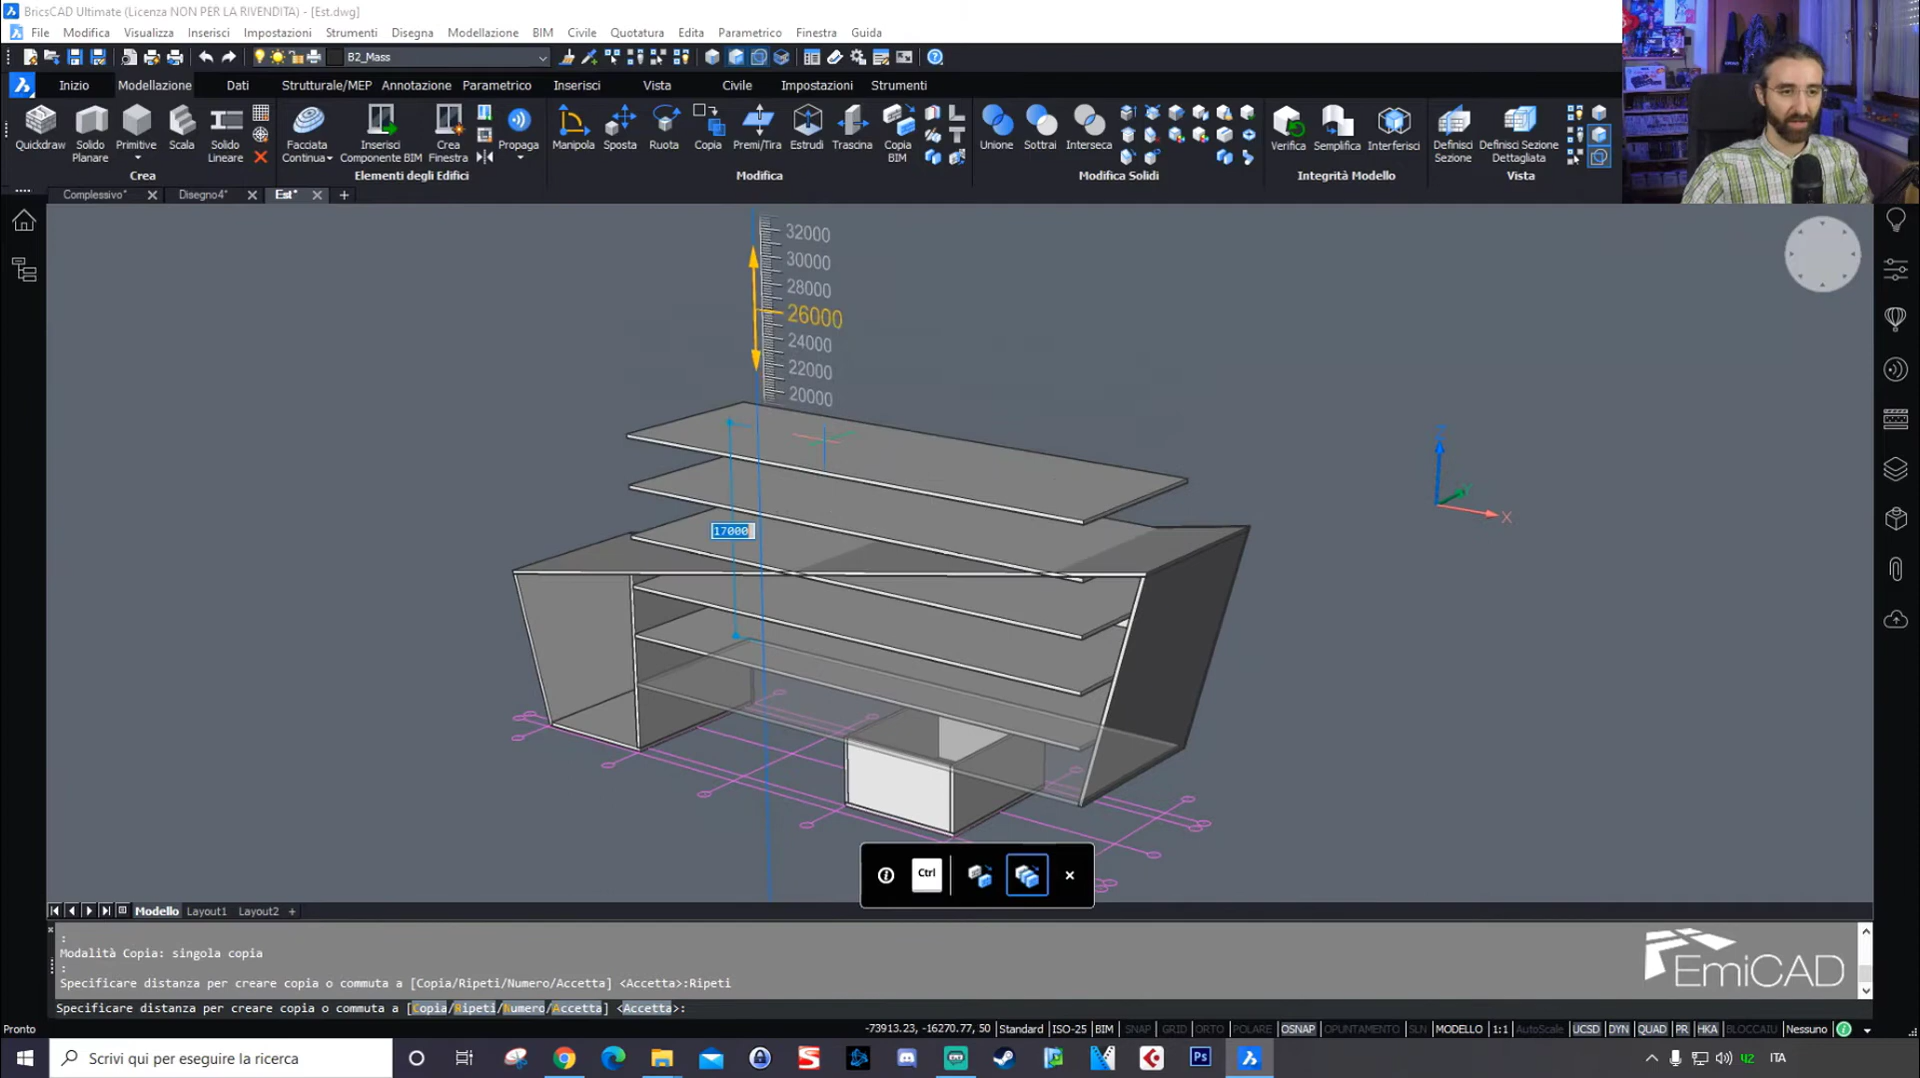 BricsCAD Ultimate (Licenza NON PER LA RIVENDITA) - [Est.dwg]
File Modifica Visualizza Inserisci Impostazioni Strumenti Disegna Modellazione BIM Civile Quotatura Edita Parametrico Finestra Guida
B2_Mass
Inizio Modellazione Dati Strutturale/MEP Annotazione Parametrico Inserisci Vista Civile Impostazioni Strumenti
Quickdraw Solido Planare Primitive Scala Solido Lineare Facciata Continua Inserisci Componente BIM Crea Finestra Propaga Manipola Sposta Ruota Copia Premi/Tira Estrudi Trascina Copia BIM Unione Sottrai Interseca Verifica Semplifica Interferisci Definisci Sezione Definisci Sezione Dettagliata
Crea Elementi degli Edifici Modifica Modifica Solidi Integrità Modello Vista
Complessivo* Disegno4* Est*
32000
30000
28000
26000
24000
22000
20000
17000
X
Ctrl
Modello Layout1 Layout2 +
:
Modalità Copia: singola copia
:
Specificare distanza per creare copia o commuta a [Copia/Ripeti/Numero/Accetta] <Accetta>:Ripeti
Specificare distanza per creare copia o commuta a [Copia/Ripeti/Numero/Accetta] <Accetta>:
EmiCAD
Pronto -73913.23, -16270.77, 50 Standard ISO-25 BIM SNAP GRID ORTO POLARE OSNAP OPUNTAMENTO SLN MODELLO 1:1 AutoScale UCSD DYN QUAD PR HKA BLOCCAIU Nessuno
Scrivi qui per eseguire la ricerca
Ps
42 ITA